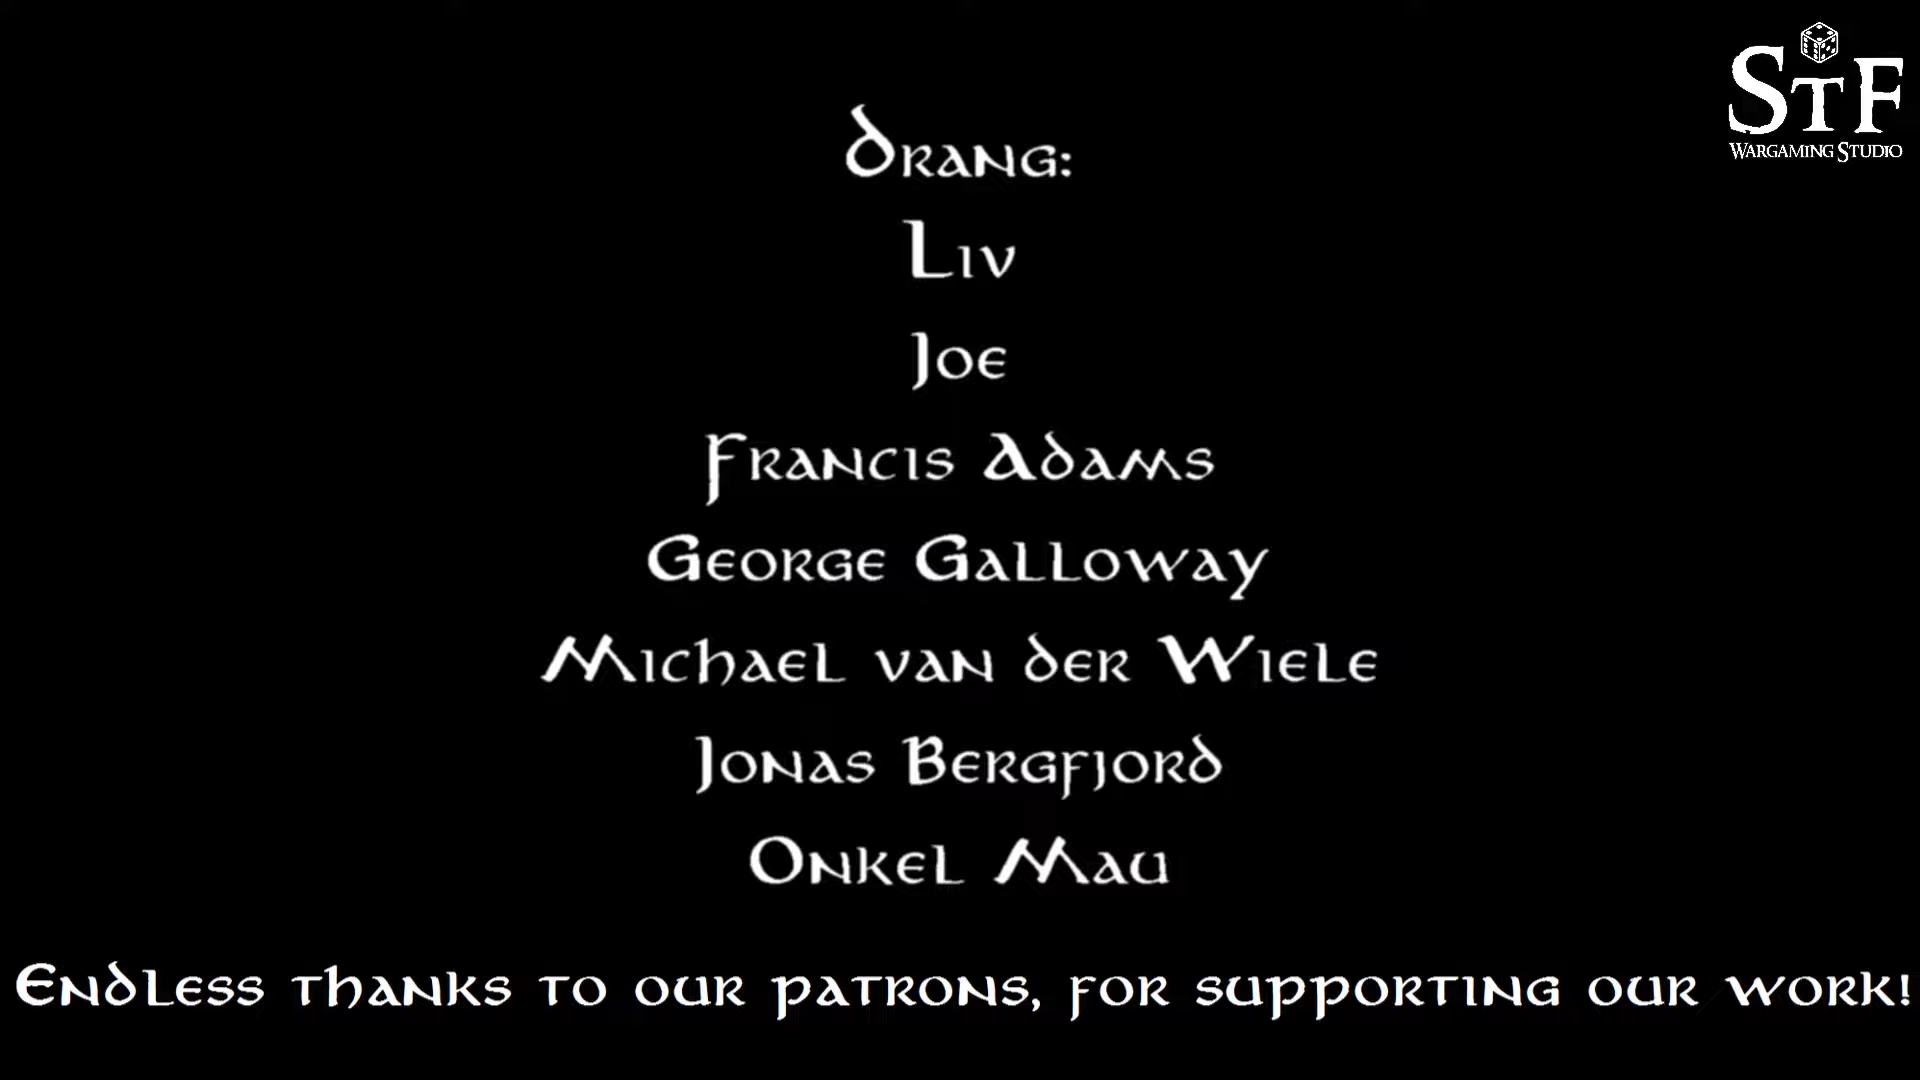 StF
Wargaming Studio
Drang:
Liv
Joe
Francis Adams
George Galloway
Michael van der Wiele
Jonas Bergfjord
Onkel Mau
Endless thanks to our patrons, for supporting our work!